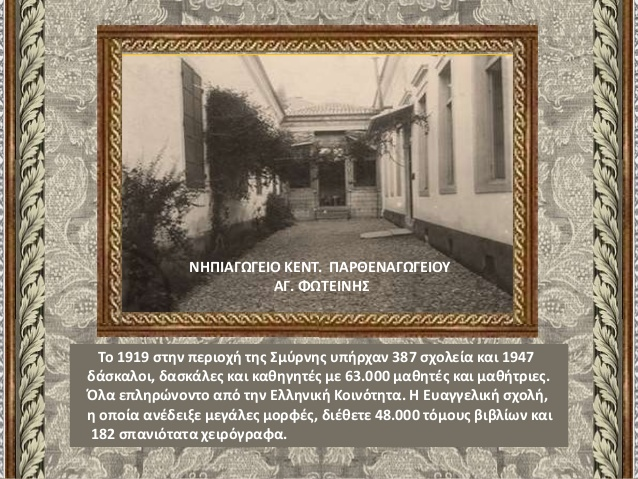 ΝΗΠΙΑΓΩΓΕΙΟ ΚΕΝΤ. ΠΑΡΘΕΝΑΓΩΓΕΙΟΥ
ΑΓ. ΦΩΤΕΙΝΗΣ
Το 1919 στην περιοχή της Σμύρνης υπήρχαν 387 σχολεία και 1947
δάσκαλοι, δασκάλες και καθηγητές με 63.000 μαθητές και μαθήτριες.
Όλα επληρώνοντο από την Ελληνική Κοινότητα. Η Ευαγγελική σχολή,
η οποία ανέδειξε μεγάλες μορφές, διέθετε 48.000 τόμους βιβλίων και
182 σπανιότατα χειρόγραφα.